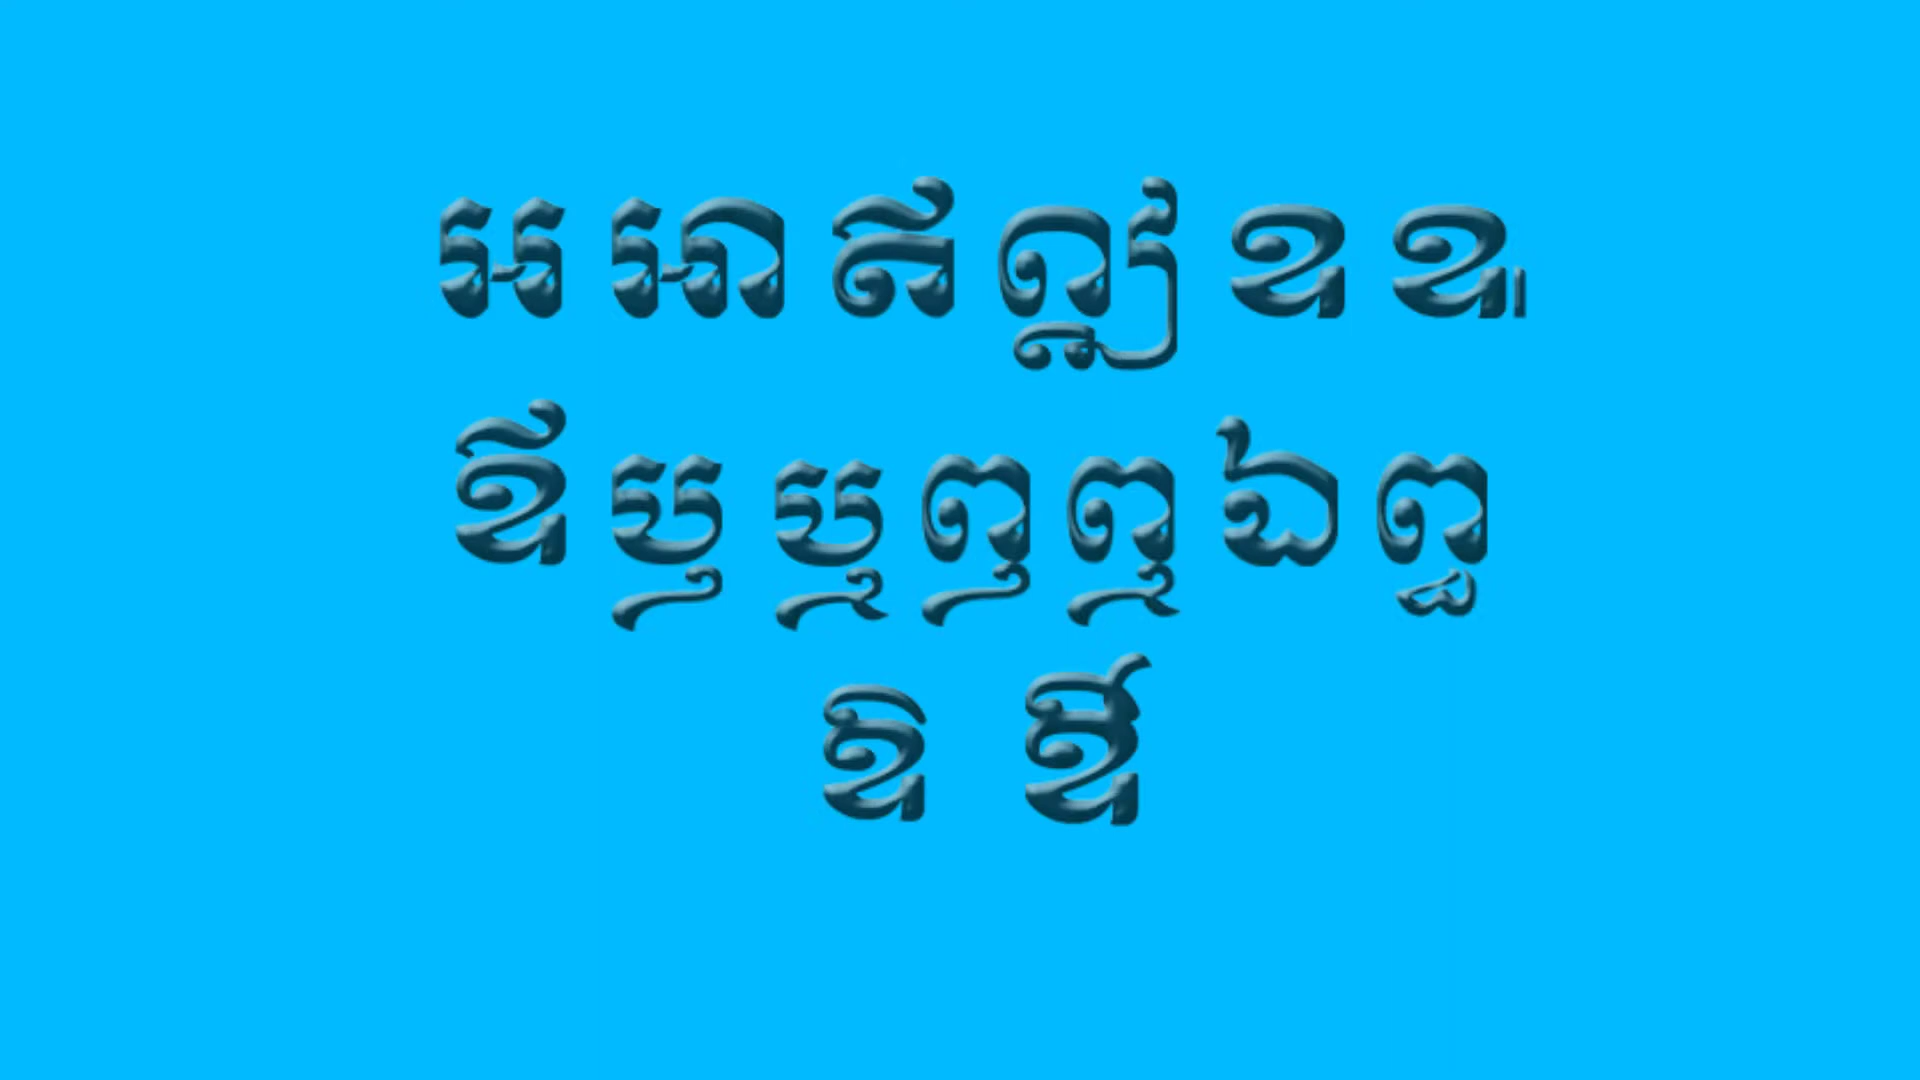 អ អា ឥ ឦ ឧ ឩ
ឪ ឫ ឬ ឭ ឮ ឯ ឰ
ឱ ឳ